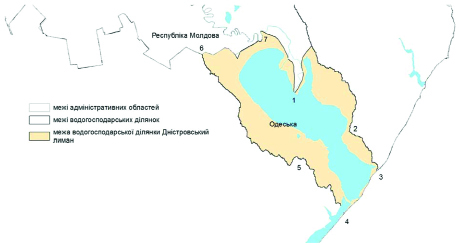 Республіка Молдова
6
7
1
межі адміністративних областей
межі водогосподарських ділянок
межа водогосподарської ділянки Дністровський
лиман
Одеська
2
5
3
4